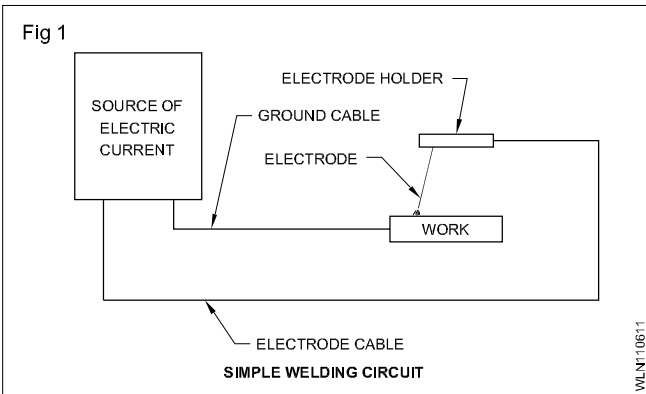 Fig 1
SOURCE OF
ELECTRIC
CURRENT
ELECTRODE HOLDER
GROUND CABLE
ELECTRODE
WORK
ELECTRODE CABLE
SIMPLE WELDING CIRCUIT
WLN110611